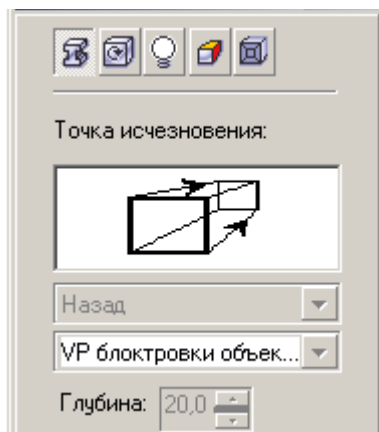 Точка исчезновения:
Назад
VP блоктровки объек...
Глубина: 20,0